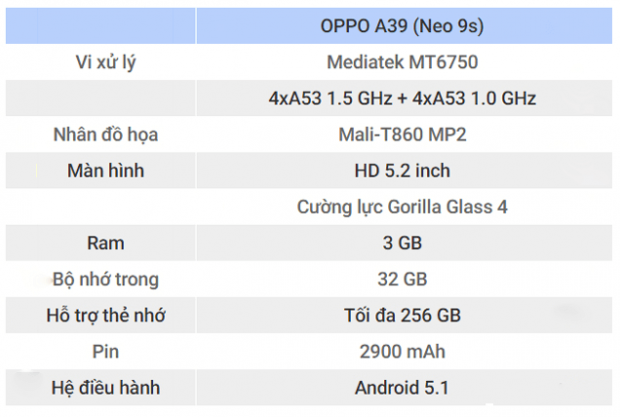 OPPO A39 (Neo 9s)
Vi xử lý Mediatek MT6750
4xA53 1.5 GHz + 4xA53 1.0 GHz
Nhân đồ họa Mali-T860 MP2
Màn hình HD 5.2 inch
Cường lực Gorilla Glass 4
Ram 3 GB
Bộ nhớ trong 32 GB
Hỗ trợ thẻ nhớ Tối đa 256 GB
Pin 2900 mAh
Hệ điều hành Android 5.1